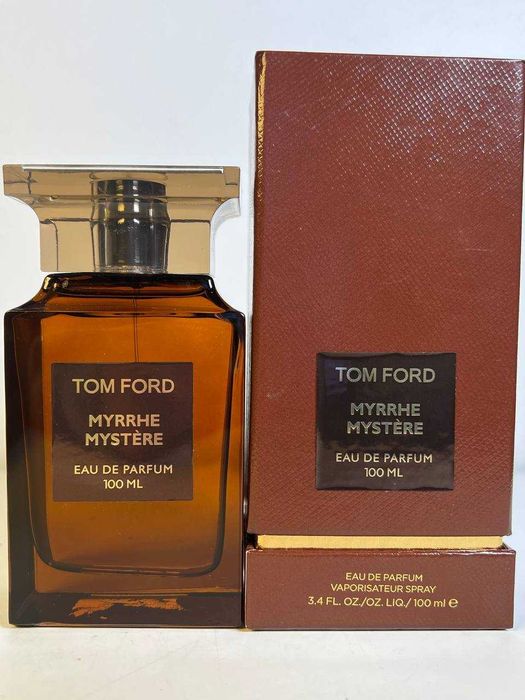 TOM FORD
MYRRHE
MYSTÈRE
EAU DE PARFUM
100 ML
TOM FORD
MYRRHE
MYSTÈRE
EAU DE PARFUM
100 ML
EAU DE PARFUM
VAPORISATEUR SPRAY
3.4 FL. OZ./OZ. LIQ./ 100 ml ℮